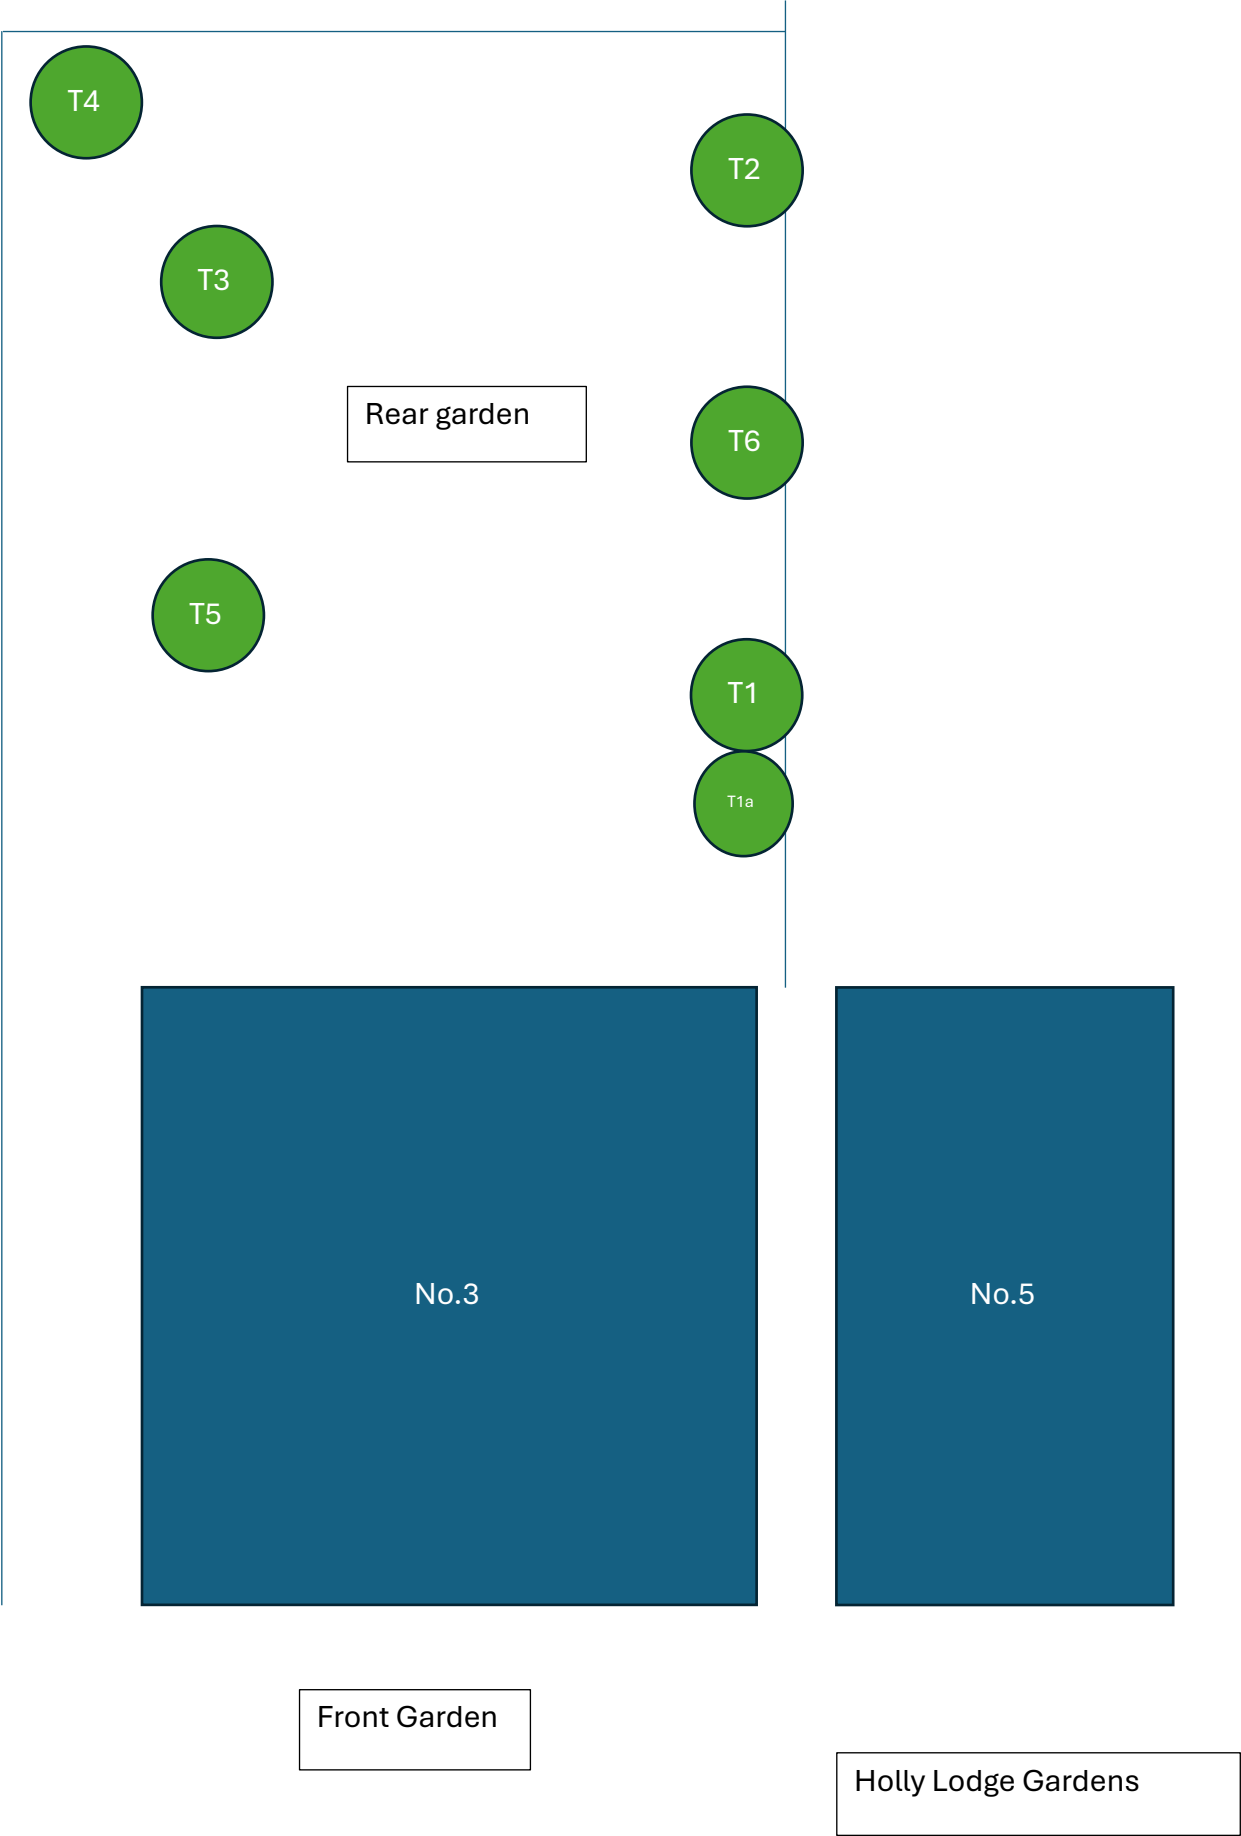 T4
T2
T3
Rear garden
T6
T5
T1
T1a
No.3
No.5
Front Garden
Holly Lodge Gardens